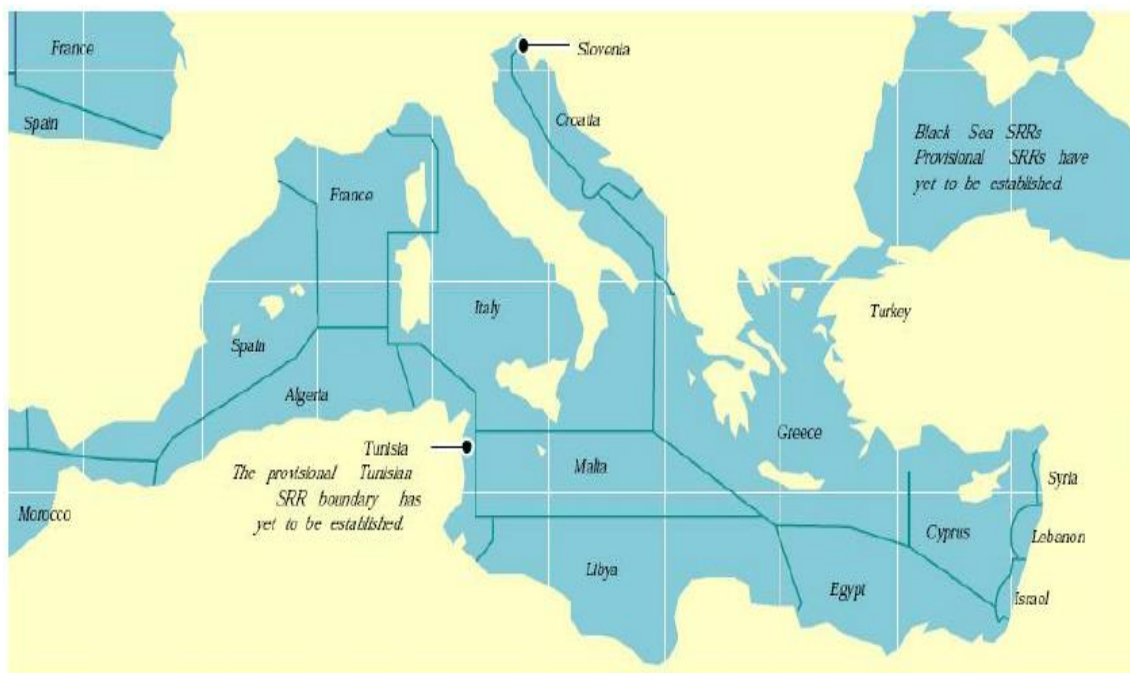 France
Slovenia
Spain
Croatia
Black Sea SRRs
Provisional SRRs have
yet to be established.
France
Italy
Turkey
Spain
Algeria
Greece
Tunisia
Malta
The provisional Tunisian
SRR boundary has
yet to be established.
Syria
Morocco
Cyprus
Lebanon
Libya
Egypt
Israol